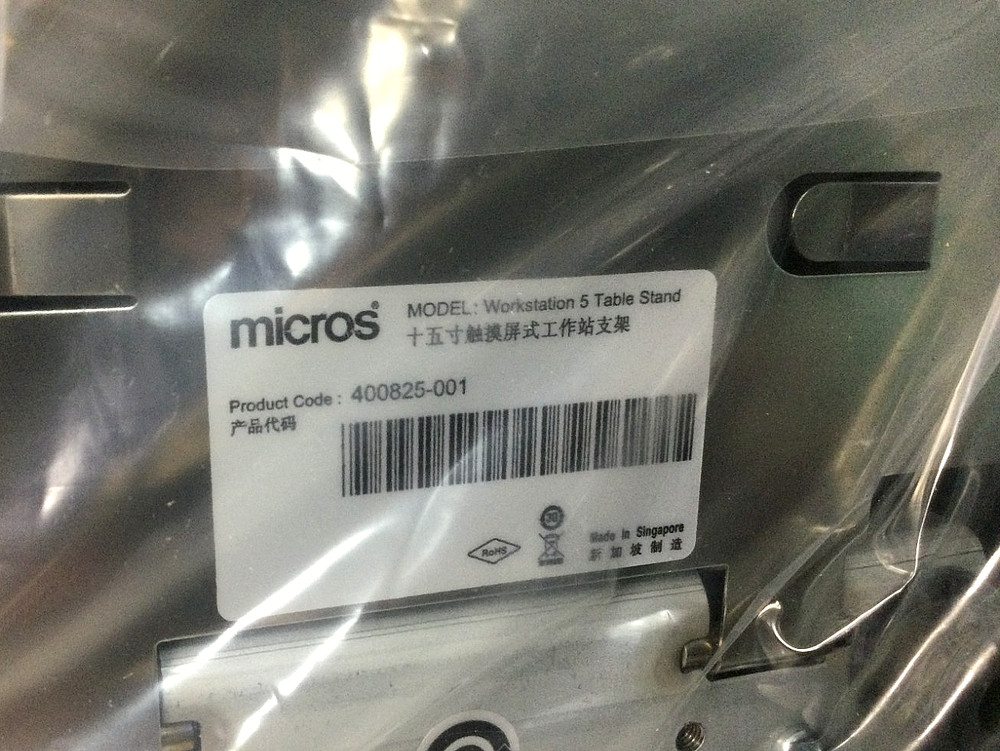 micros®
MODEL: Workstation 5 Table Stand
十五寸触摸屏式工作站支架
Product Code : 400825-001
产品代码
RoHS
Made in Singapore
新加坡制造